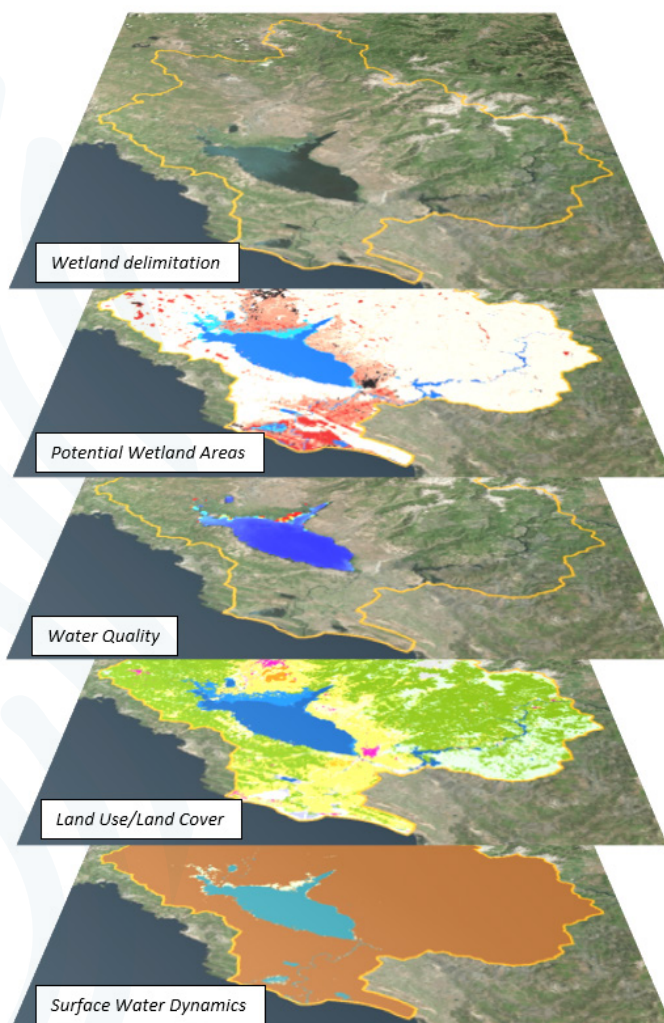 Wetland delimitation
Potential Wetland Areas
Water Quality
Land Use/Land Cover
Surface Water Dynamics